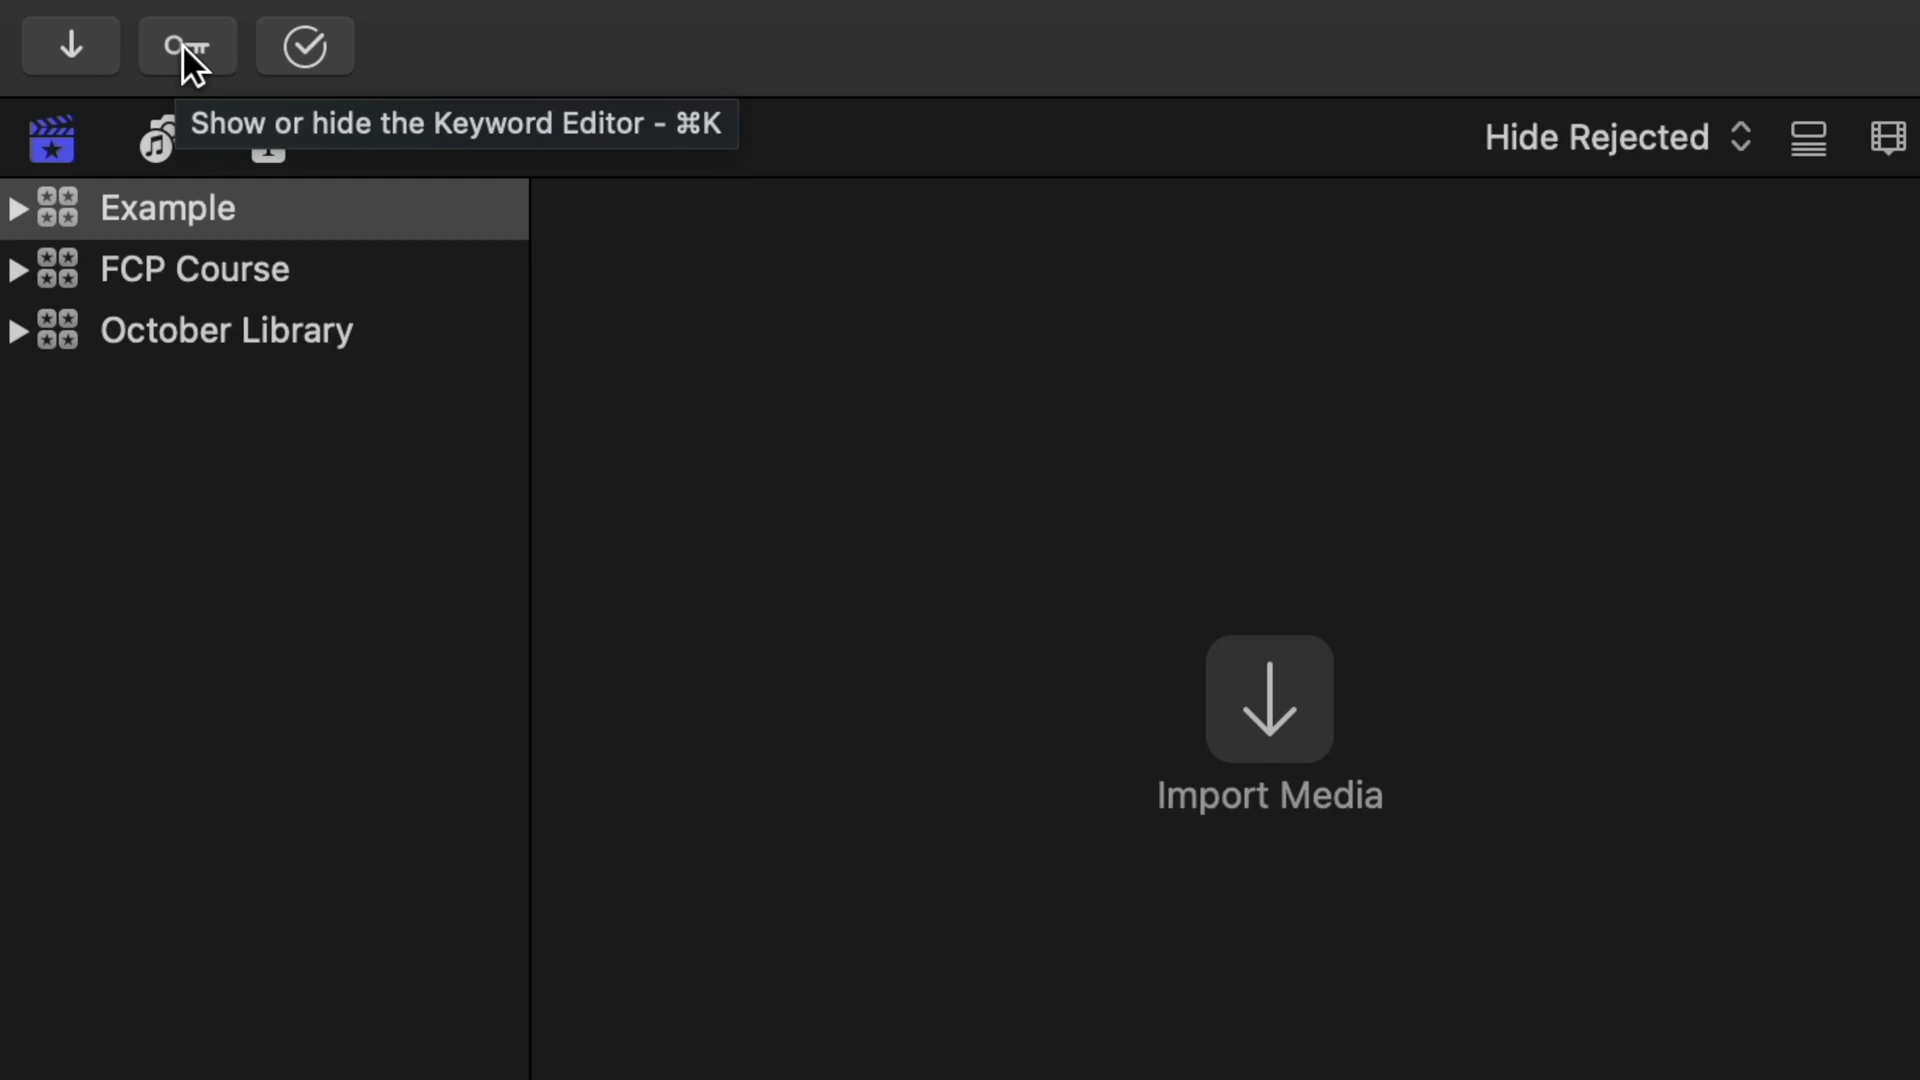 Show or hide the Keyword Editor - ⌘K
Hide Rejected
Example
FCP Course
October Library
Import Media